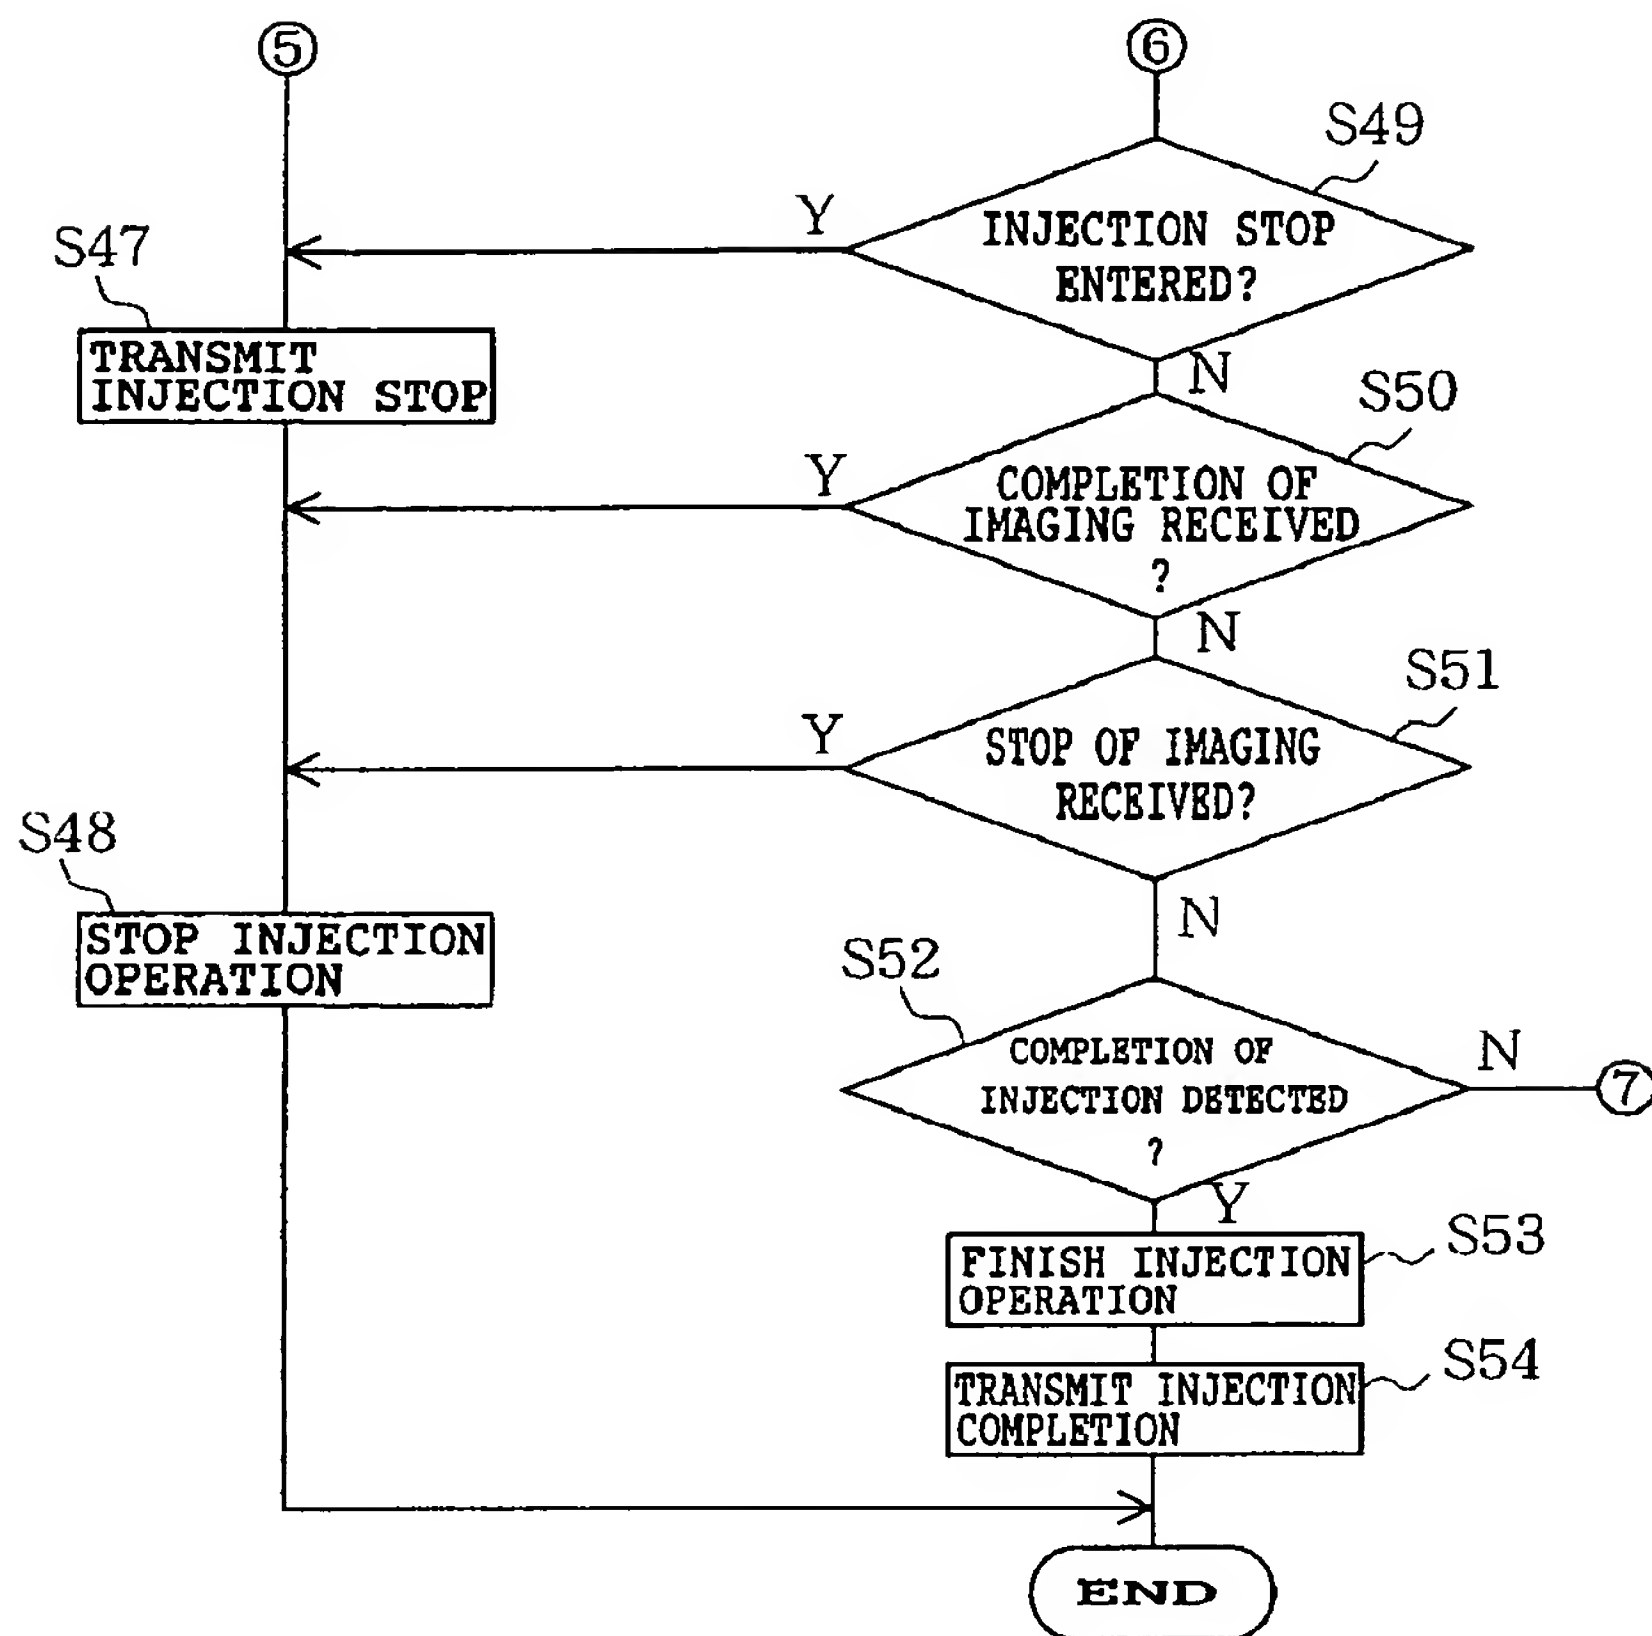 ⑤
⑥
S49
Y
INJECTION STOP
ENTERED?
S47
TRANSMIT
INJECTION STOP
N
S50
Y
COMPLETION OF
IMAGING RECEIVED
?
N
S51
Y
STOP OF IMAGING
RECEIVED?
S48
STOP INJECTION
OPERATION
N
S52
COMPLETION OF
INJECTION DETECTED
?
N
⑦
Y
S53
FINISH INJECTION
OPERATION
S54
TRANSMIT INJECTION
COMPLETION
END